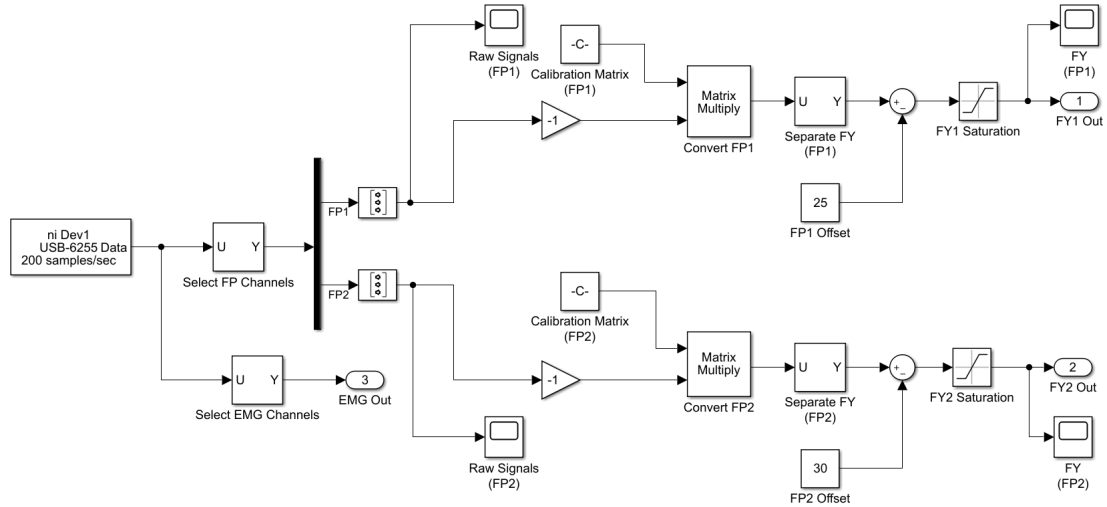 Raw Signals
(FP1)
-C-
Calibration Matrix
(FP1)
-1
Matrix
Multiply
Convert FP1
U Y
Separate FY
(FP1)
+
−
FY1 Saturation
FY
(FP1)
1
FY1 Out
25
FP1 Offset
FP1
ni Dev1
USB-6255 Data
200 samples/sec
U Y
Select FP Channels
FP2
U Y
Select EMG Channels
3
EMG Out
-C-
Calibration Matrix
(FP2)
-1
Matrix
Multiply
Convert FP2
U Y
Separate FY
(FP2)
+
−
FY2 Saturation
2
FY2 Out
FY
(FP2)
Raw Signals
(FP2)
30
FP2 Offset